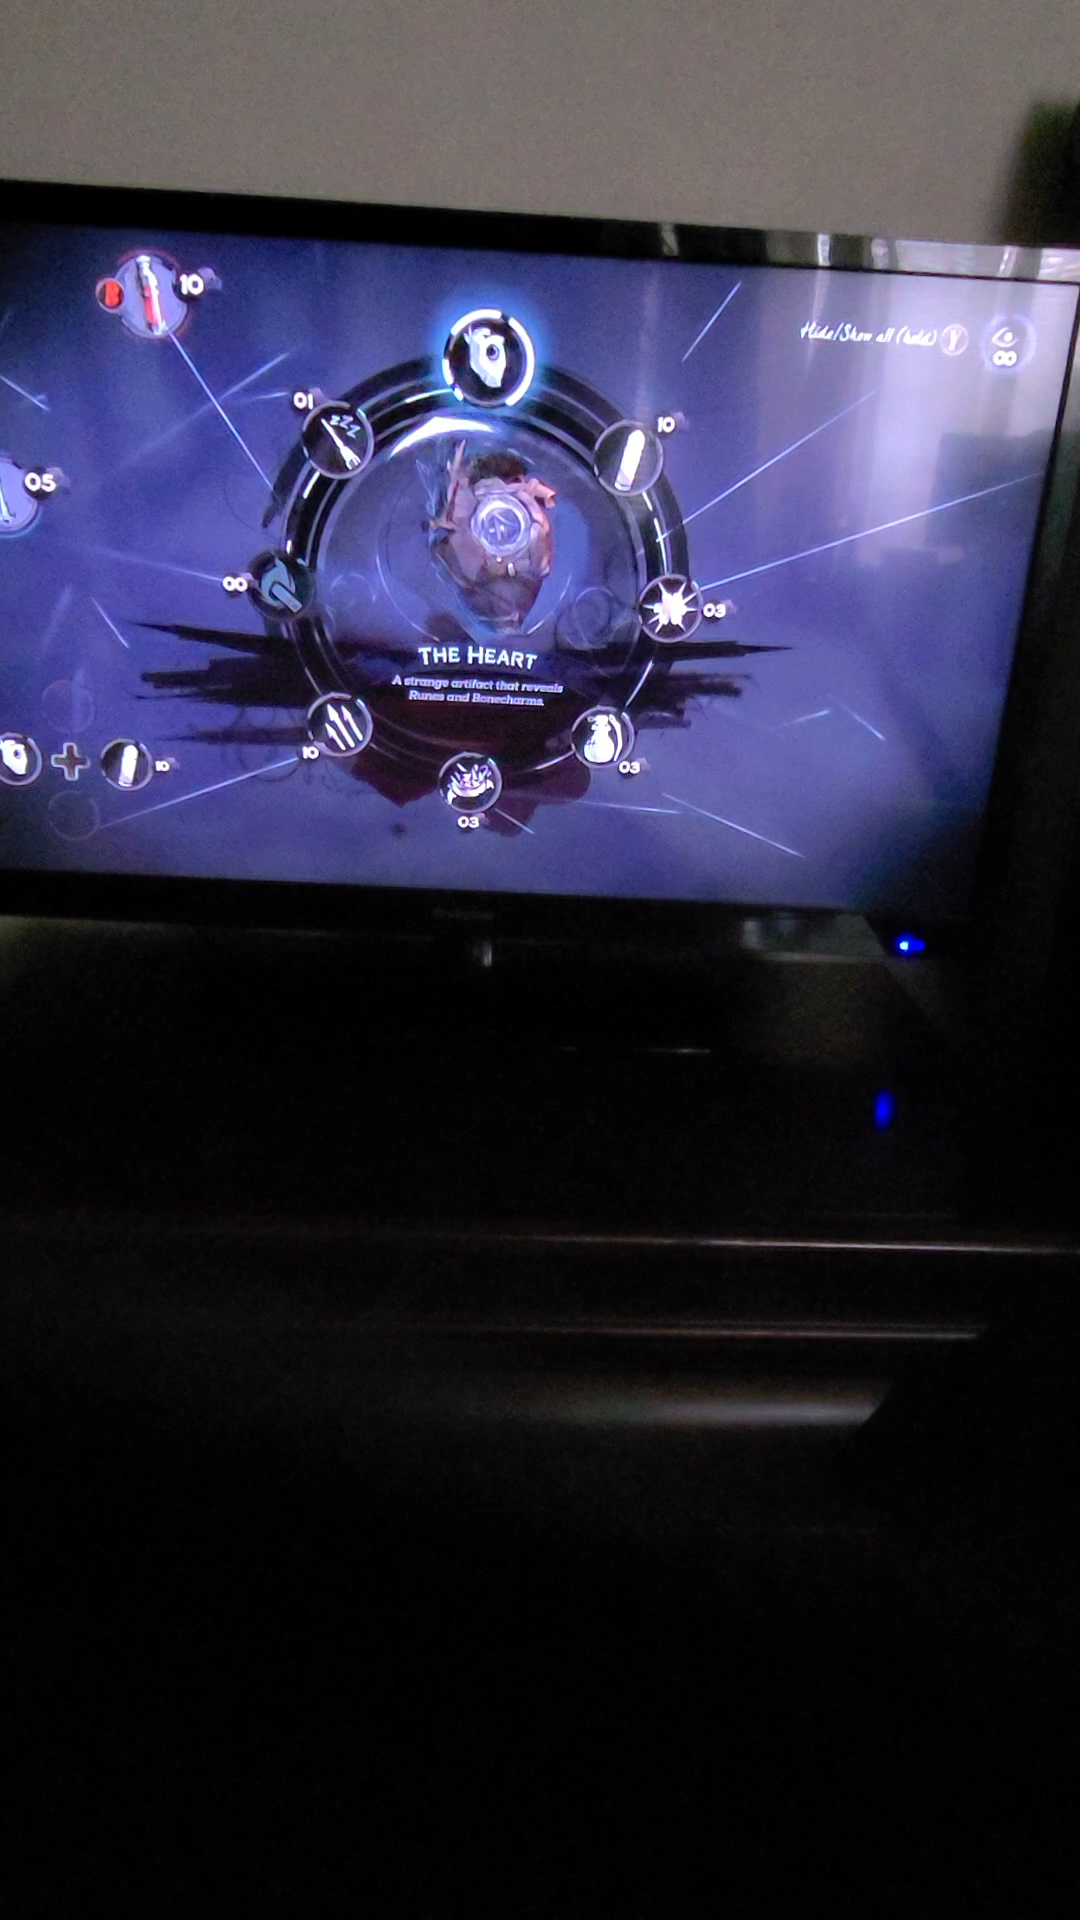 10
Hide/Show all (hold) Y
00
01
10
05
00
03
THE HEART
A strange artifact that reveals
Runes and Bonecharms.
10
03
10
03